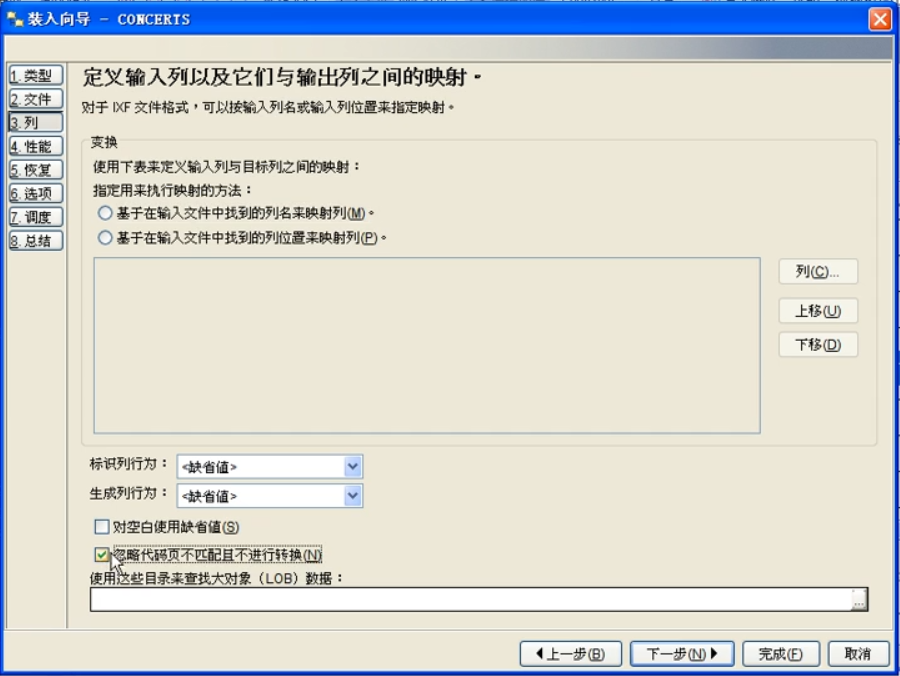 装入向导 - CONCERTS
1.类型
2.文件
3.列
4.性能
5.恢复
6.选项
7.调度
8.总结
定义输入列以及它们与输出列之间的映射。
对于 IXF 文件格式，可以按输入列名或输入列位置来指定映射。
变换
使用下表来定义输入列与目标列之间的映射：
指定用来执行映射的方法：
基于在输入文件中找到的列名来映射列(M)。
基于在输入文件中找到的列位置来映射列(P)。
列(C)...
上移(U)
下移(D)
标识列行为：
<缺省值>
生成列行为：
<缺省值>
对空白使用缺省值(S)
忽略代码页不匹配且不进行转换(N)
使用这些目录来查找大对象（LOB）数据：
...
上一步(B)
下一步(N)
完成(F)
取消